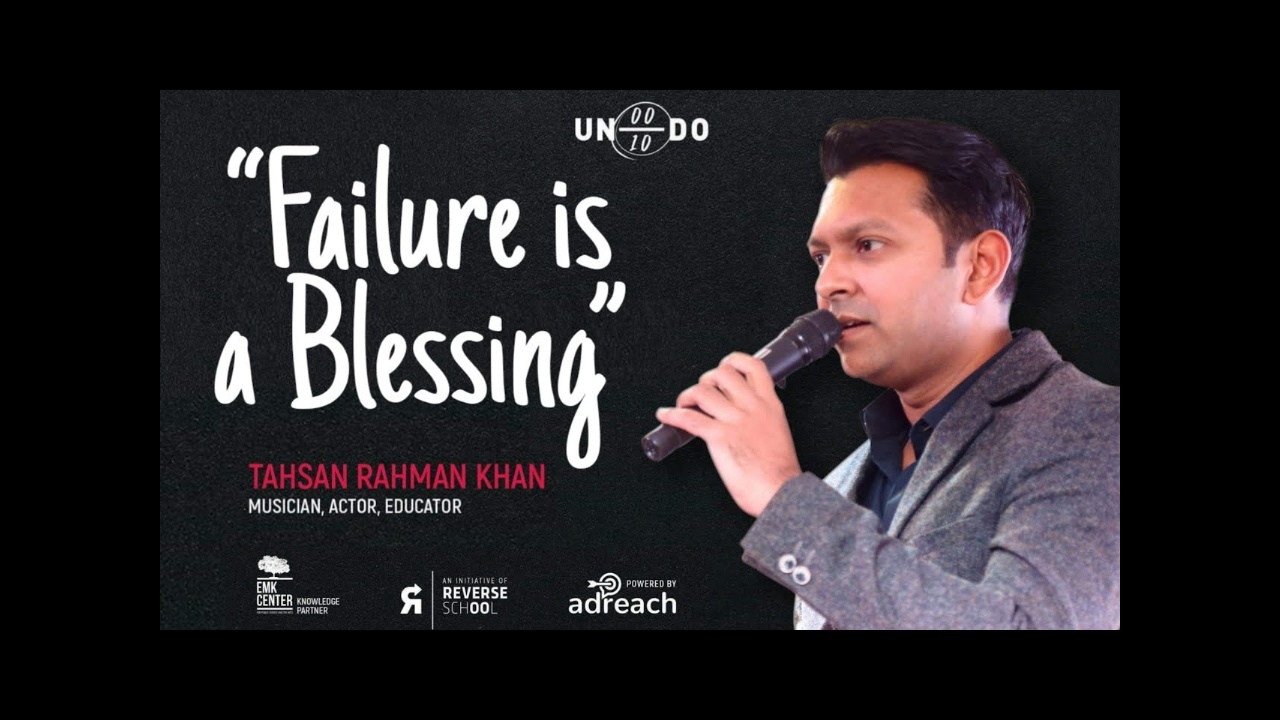 UN 00 10 DO
“Failure is
a Blessing”
TAHSAN RAHMAN KHAN
MUSICIAN, ACTOR, EDUCATOR
EMK
CENTER KNOWLEDGE
PARTNER
AN INITIATIVE OF
REVERSE
SCHOOL
POWERED BY
adreach